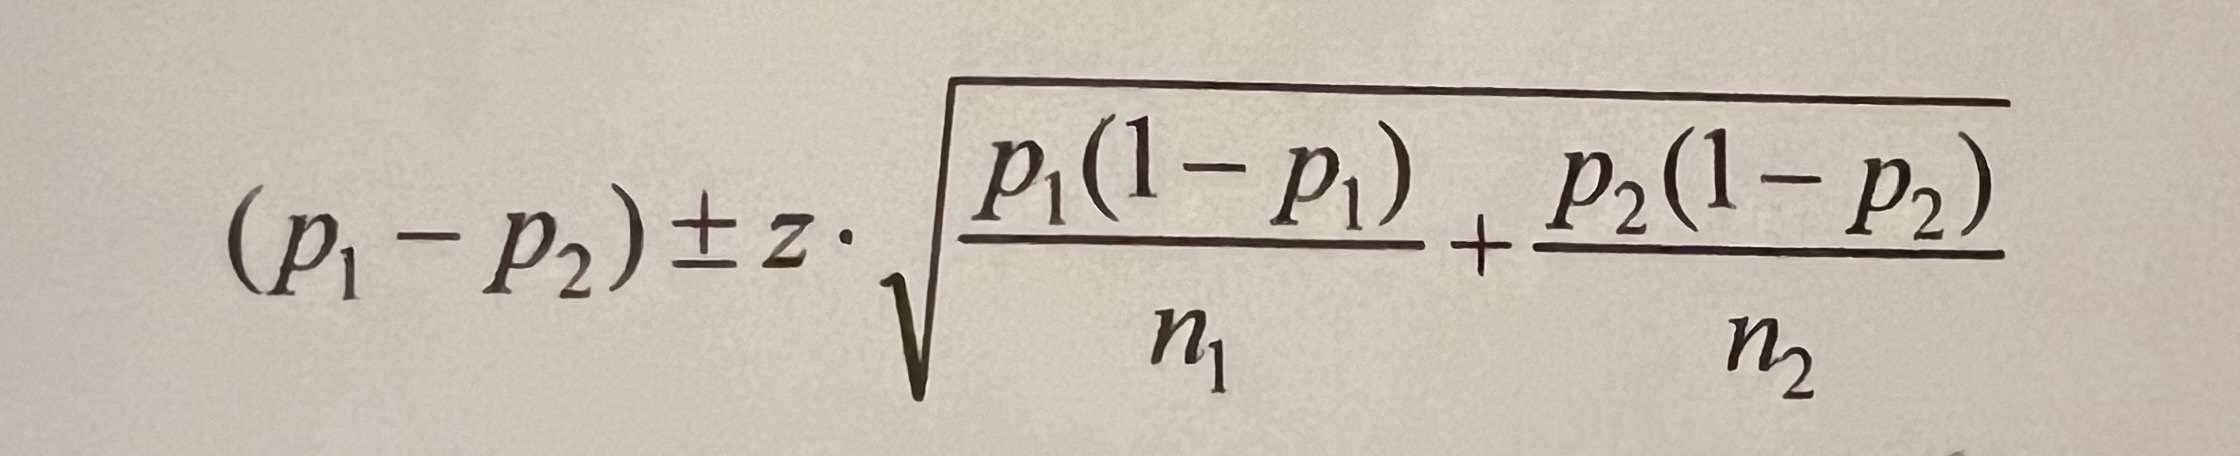 (p₁ − p₂) ± z · √(p₁(1 − p₁)/n₁ + p₂(1 − p₂)/n₂)